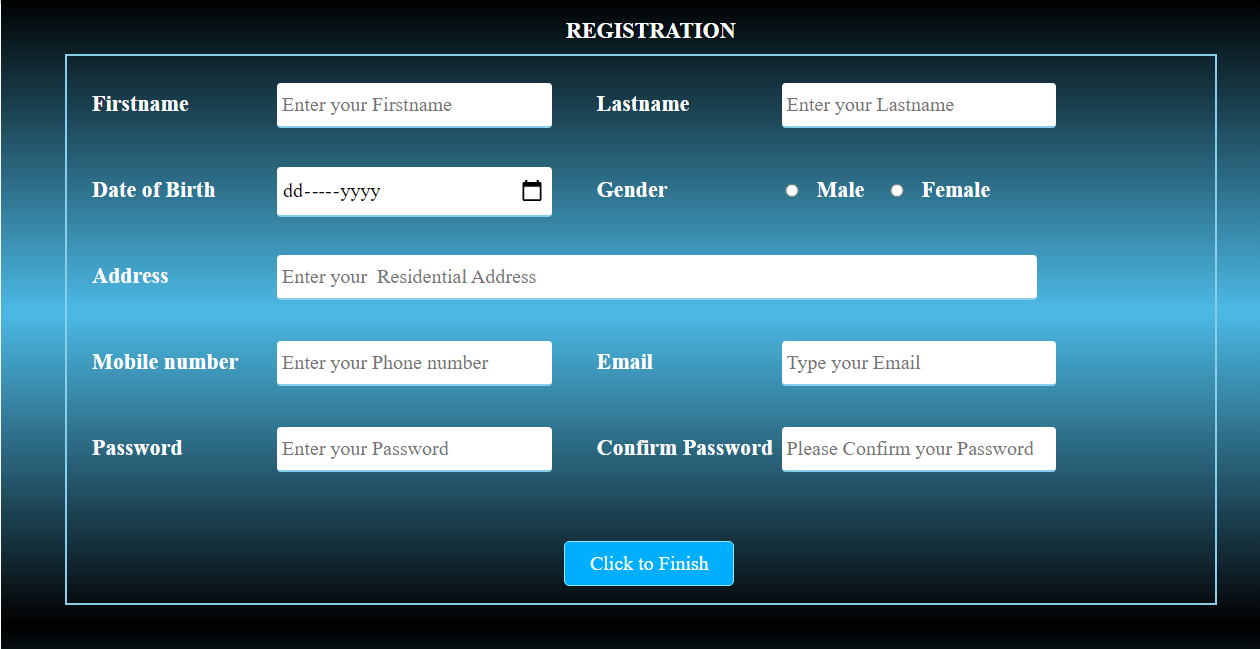 REGISTRATION
Firstname Enter your Firstname Lastname Enter your Lastname
Date of Birth dd-----yyyy Gender Male Female
Address Enter your  Residential Address
Mobile number Enter your Phone number Email Type your Email
Password Enter your Password Confirm Password Please Confirm your Password
Click to Finish